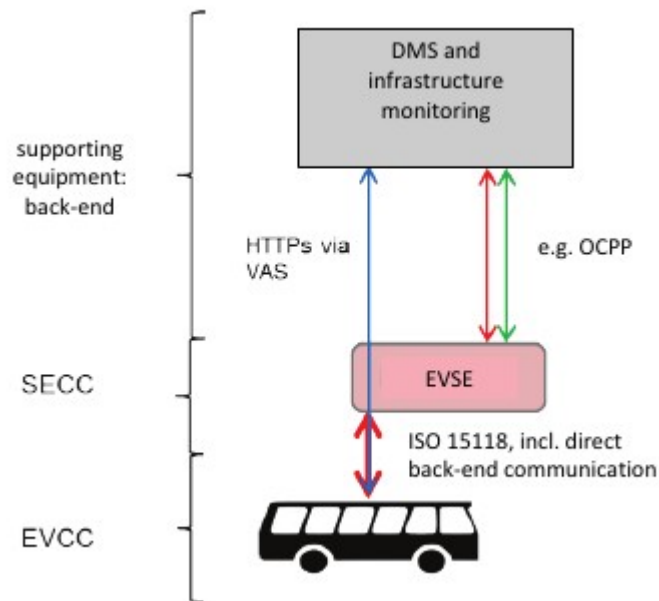 DMS and
infrastructure
monitoring
supporting
equipment:
back-end
HTTPs via
VAS
e.g. OCPP
SECC
EVSE
ISO 15118, incl. direct
back-end communication
EVCC